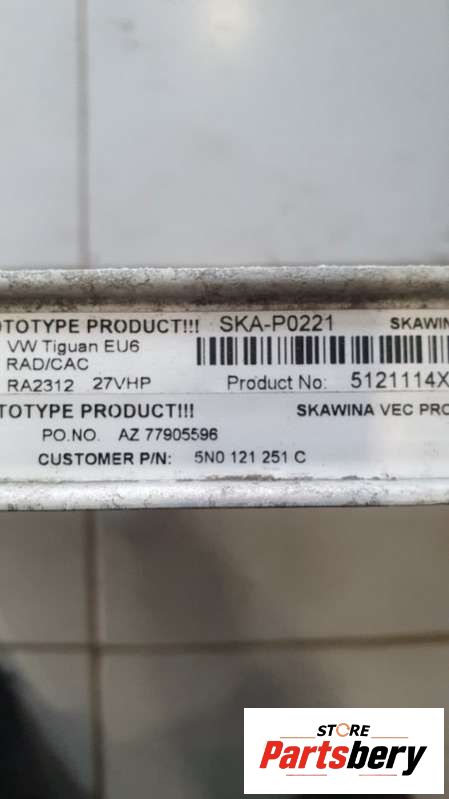 OTOTYPE PRODUCT!!! SKA-P0221 SKAWIN
VW Tiguan EU6
RAD/CAC
RA2312 27VHP Product No: 5121114X
OTOTYPE PRODUCT!!! SKAWINA VEC PRO
PO.NO. AZ 77905596
CUSTOMER P/N: 5N0 121 251 C
STORE
Partsbery